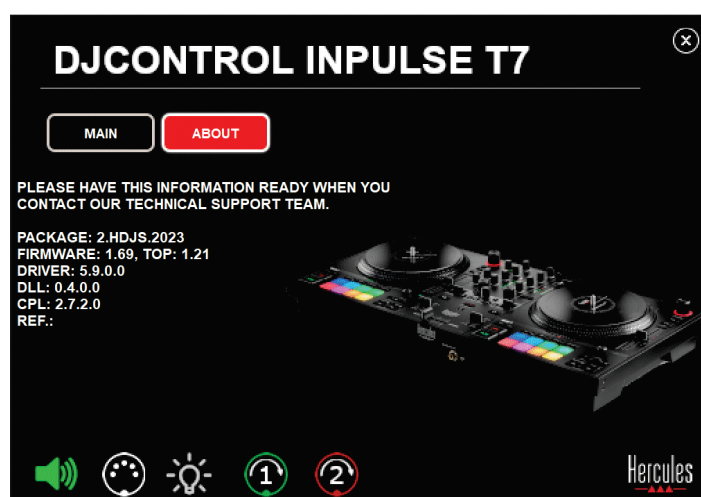 DJCONTROL INPULSE T7
MAIN
ABOUT
PLEASE HAVE THIS INFORMATION READY WHEN YOU
CONTACT OUR TECHNICAL SUPPORT TEAM.
PACKAGE: 2.HDJS.2023
FIRMWARE: 1.69, TOP: 1.21
DRIVER: 5.9.0.0
DLL: 0.4.0.0
CPL: 2.7.2.0
REF.:
1
2
Hercules